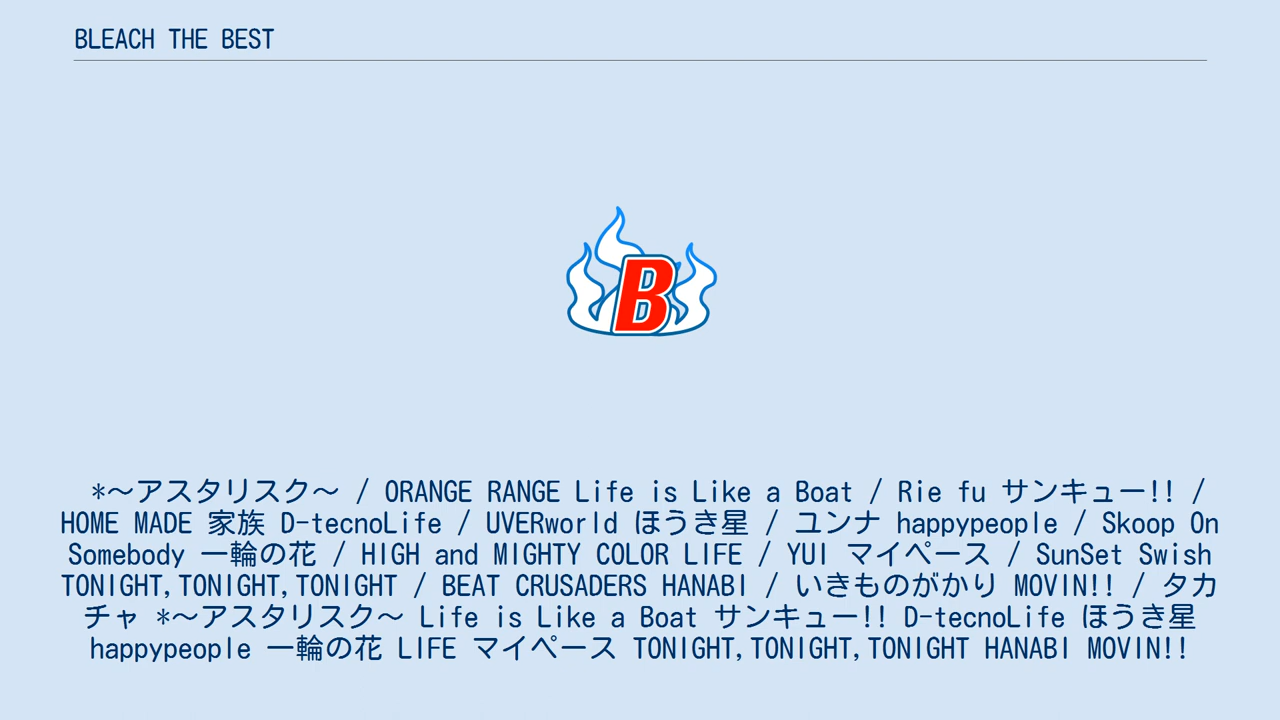 BLEACH THE BEST
B
*～アスタリスク～ / ORANGE RANGE Life is Like a Boat / Rie fu サンキュー!! /
HOME MADE 家族 D-tecnoLife / UVERworld ほうき星 / ユンナ happypeople / Skoop On
Somebody 一輪の花 / HIGH and MIGHTY COLOR LIFE / YUI マイペース / SunSet Swish
TONIGHT,TONIGHT,TONIGHT / BEAT CRUSADERS HANABI / いきものがかり MOVIN!! / タカ
チャ *～アスタリスク～ Life is Like a Boat サンキュー!! D-tecnoLife ほうき星
happypeople 一輪の花 LIFE マイペース TONIGHT,TONIGHT,TONIGHT HANABI MOVIN!!